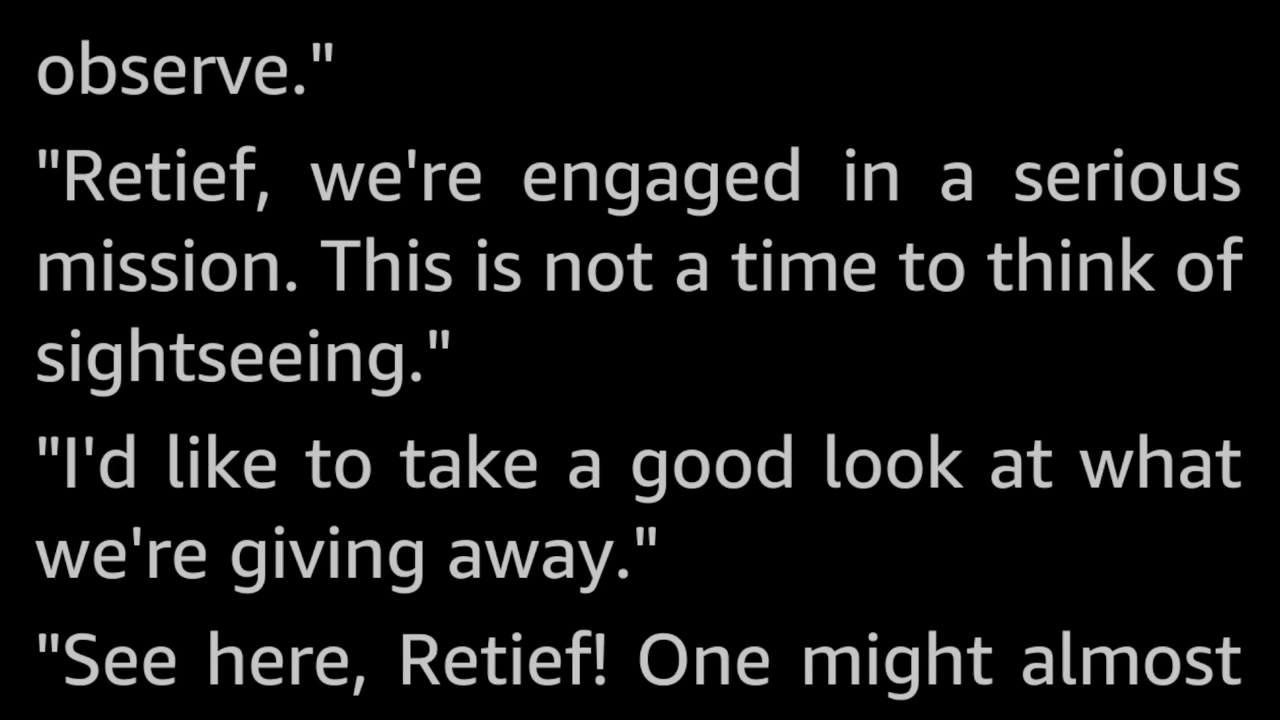 observe."
"Retief, we're engaged in a serious
mission. This is not a time to think of
sightseeing."
"I'd like to take a good look at what
we're giving away."
"See here, Retief! One might almost